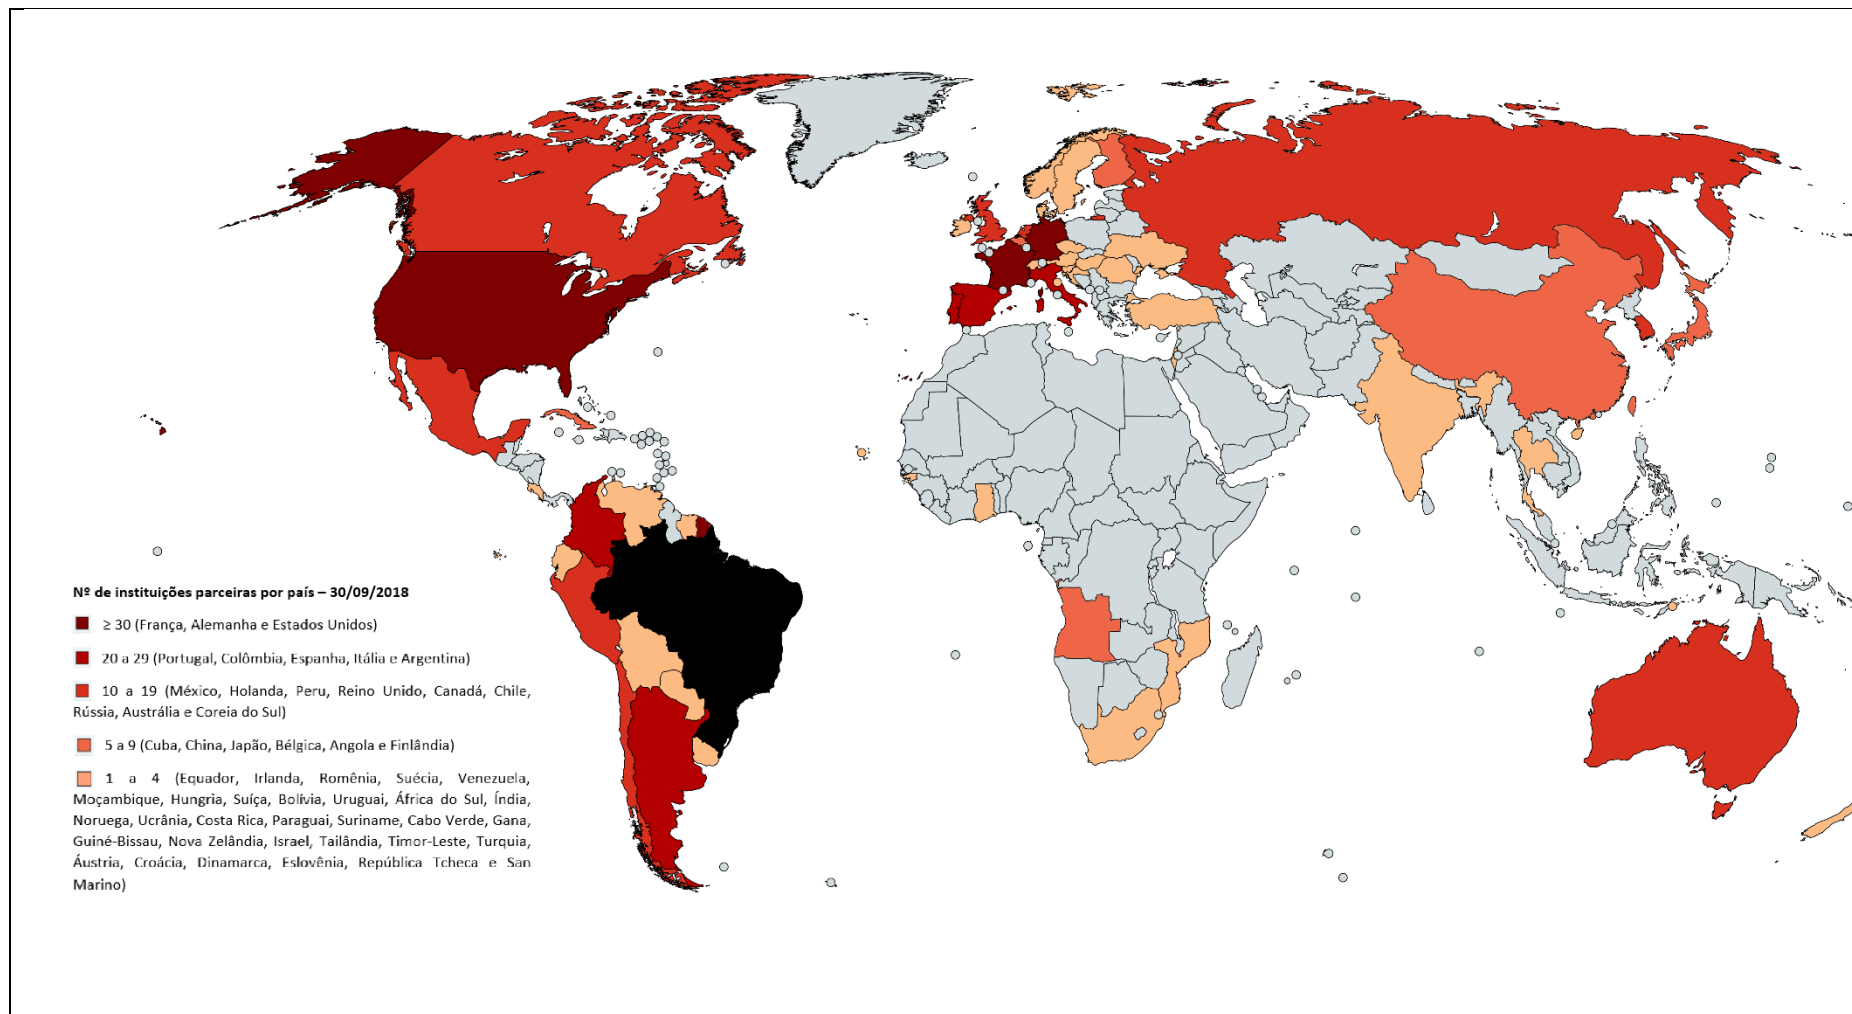 Nº de instituições parceiras por país – 30/09/2018
≥ 30 (França, Alemanha e Estados Unidos)
20 a 29 (Portugal, Colômbia, Espanha, Itália e Argentina)
10 a 19 (México, Holanda, Peru, Reino Unido, Canadá, Chile,
Rússia, Austrália e Coreia do Sul)
5 a 9 (Cuba, China, Japão, Bélgica, Angola e Finlândia)
1 a 4 (Equador, Irlanda, Romênia, Suécia, Venezuela,
Moçambique, Hungria, Suíça, Bolívia, Uruguai, África do Sul, Índia,
Noruega, Ucrânia, Costa Rica, Paraguai, Suriname, Cabo Verde, Gana,
Guiné-Bissau, Nova Zelândia, Israel, Tailândia, Timor-Leste, Turquia,
Áustria, Croácia, Dinamarca, Eslovênia, República Tcheca e San
Marino)